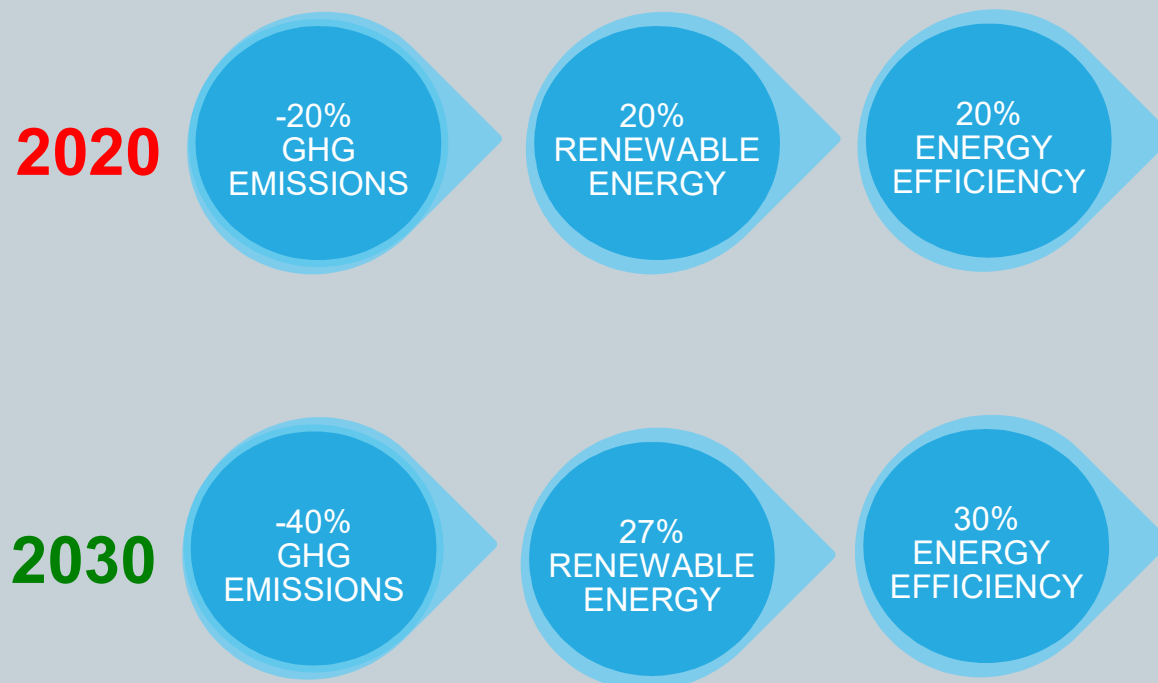 2020
-20%
GHG
EMISSIONS
20%
RENEWABLE
ENERGY
20%
ENERGY
EFFICIENCY
2030
-40%
GHG
EMISSIONS
27%
RENEWABLE
ENERGY
30%
ENERGY
EFFICIENCY